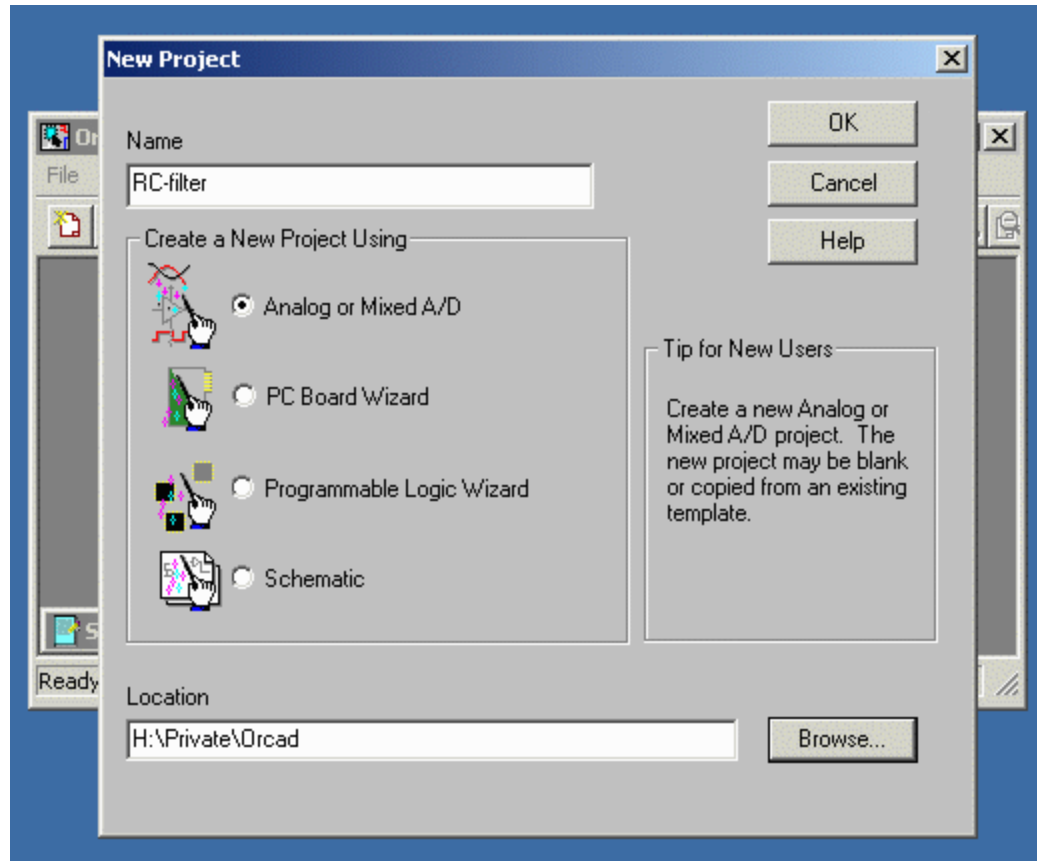 New Project
Or
File
Name
RC-filter
OK
Cancel
Help
Create a New Project Using
Analog or Mixed A/D
PC Board Wizard
Programmable Logic Wizard
Schematic
Tip for New Users
Create a new Analog or
Mixed A/D project. The
new project may be blank
or copied from an existing
template.
S
Ready
Location
H:\Private\Orcad
Browse...